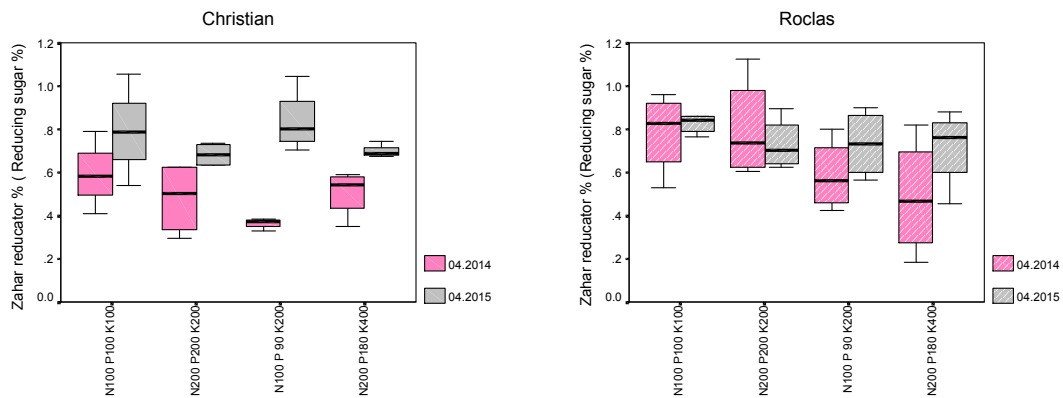 Christian
Zahar reducator % ( Reducing sugar %)
1.2
1.0
.8
.6
.4
.2
0.0
N100 P100 K100
N200 P200 K200
N100 P 90 K200
N200 P180 K400
04.2014
04.2015
Roclas
Zahar reducator % (Reducing sugar %)
1.2
1.0
.8
.6
.4
.2
0.0
N100 P100 K100
N200 P200 K200
N100 P 90 K200
N200 P180 K400
04.2014
04.2015